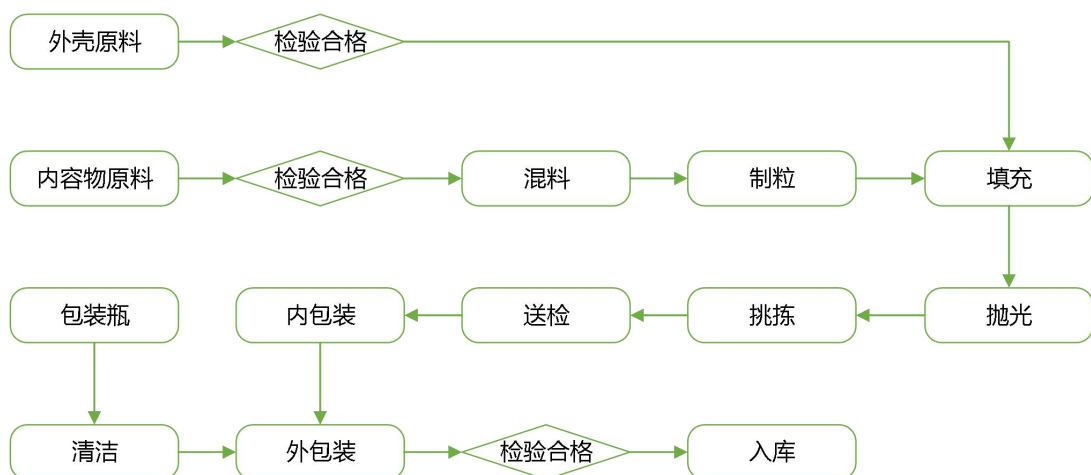 外壳原料
检验合格
内容物原料
检验合格
混料
制粒
填充
包装瓶
内包装
送检
挑拣
抛光
清洁
外包装
检验合格
入库